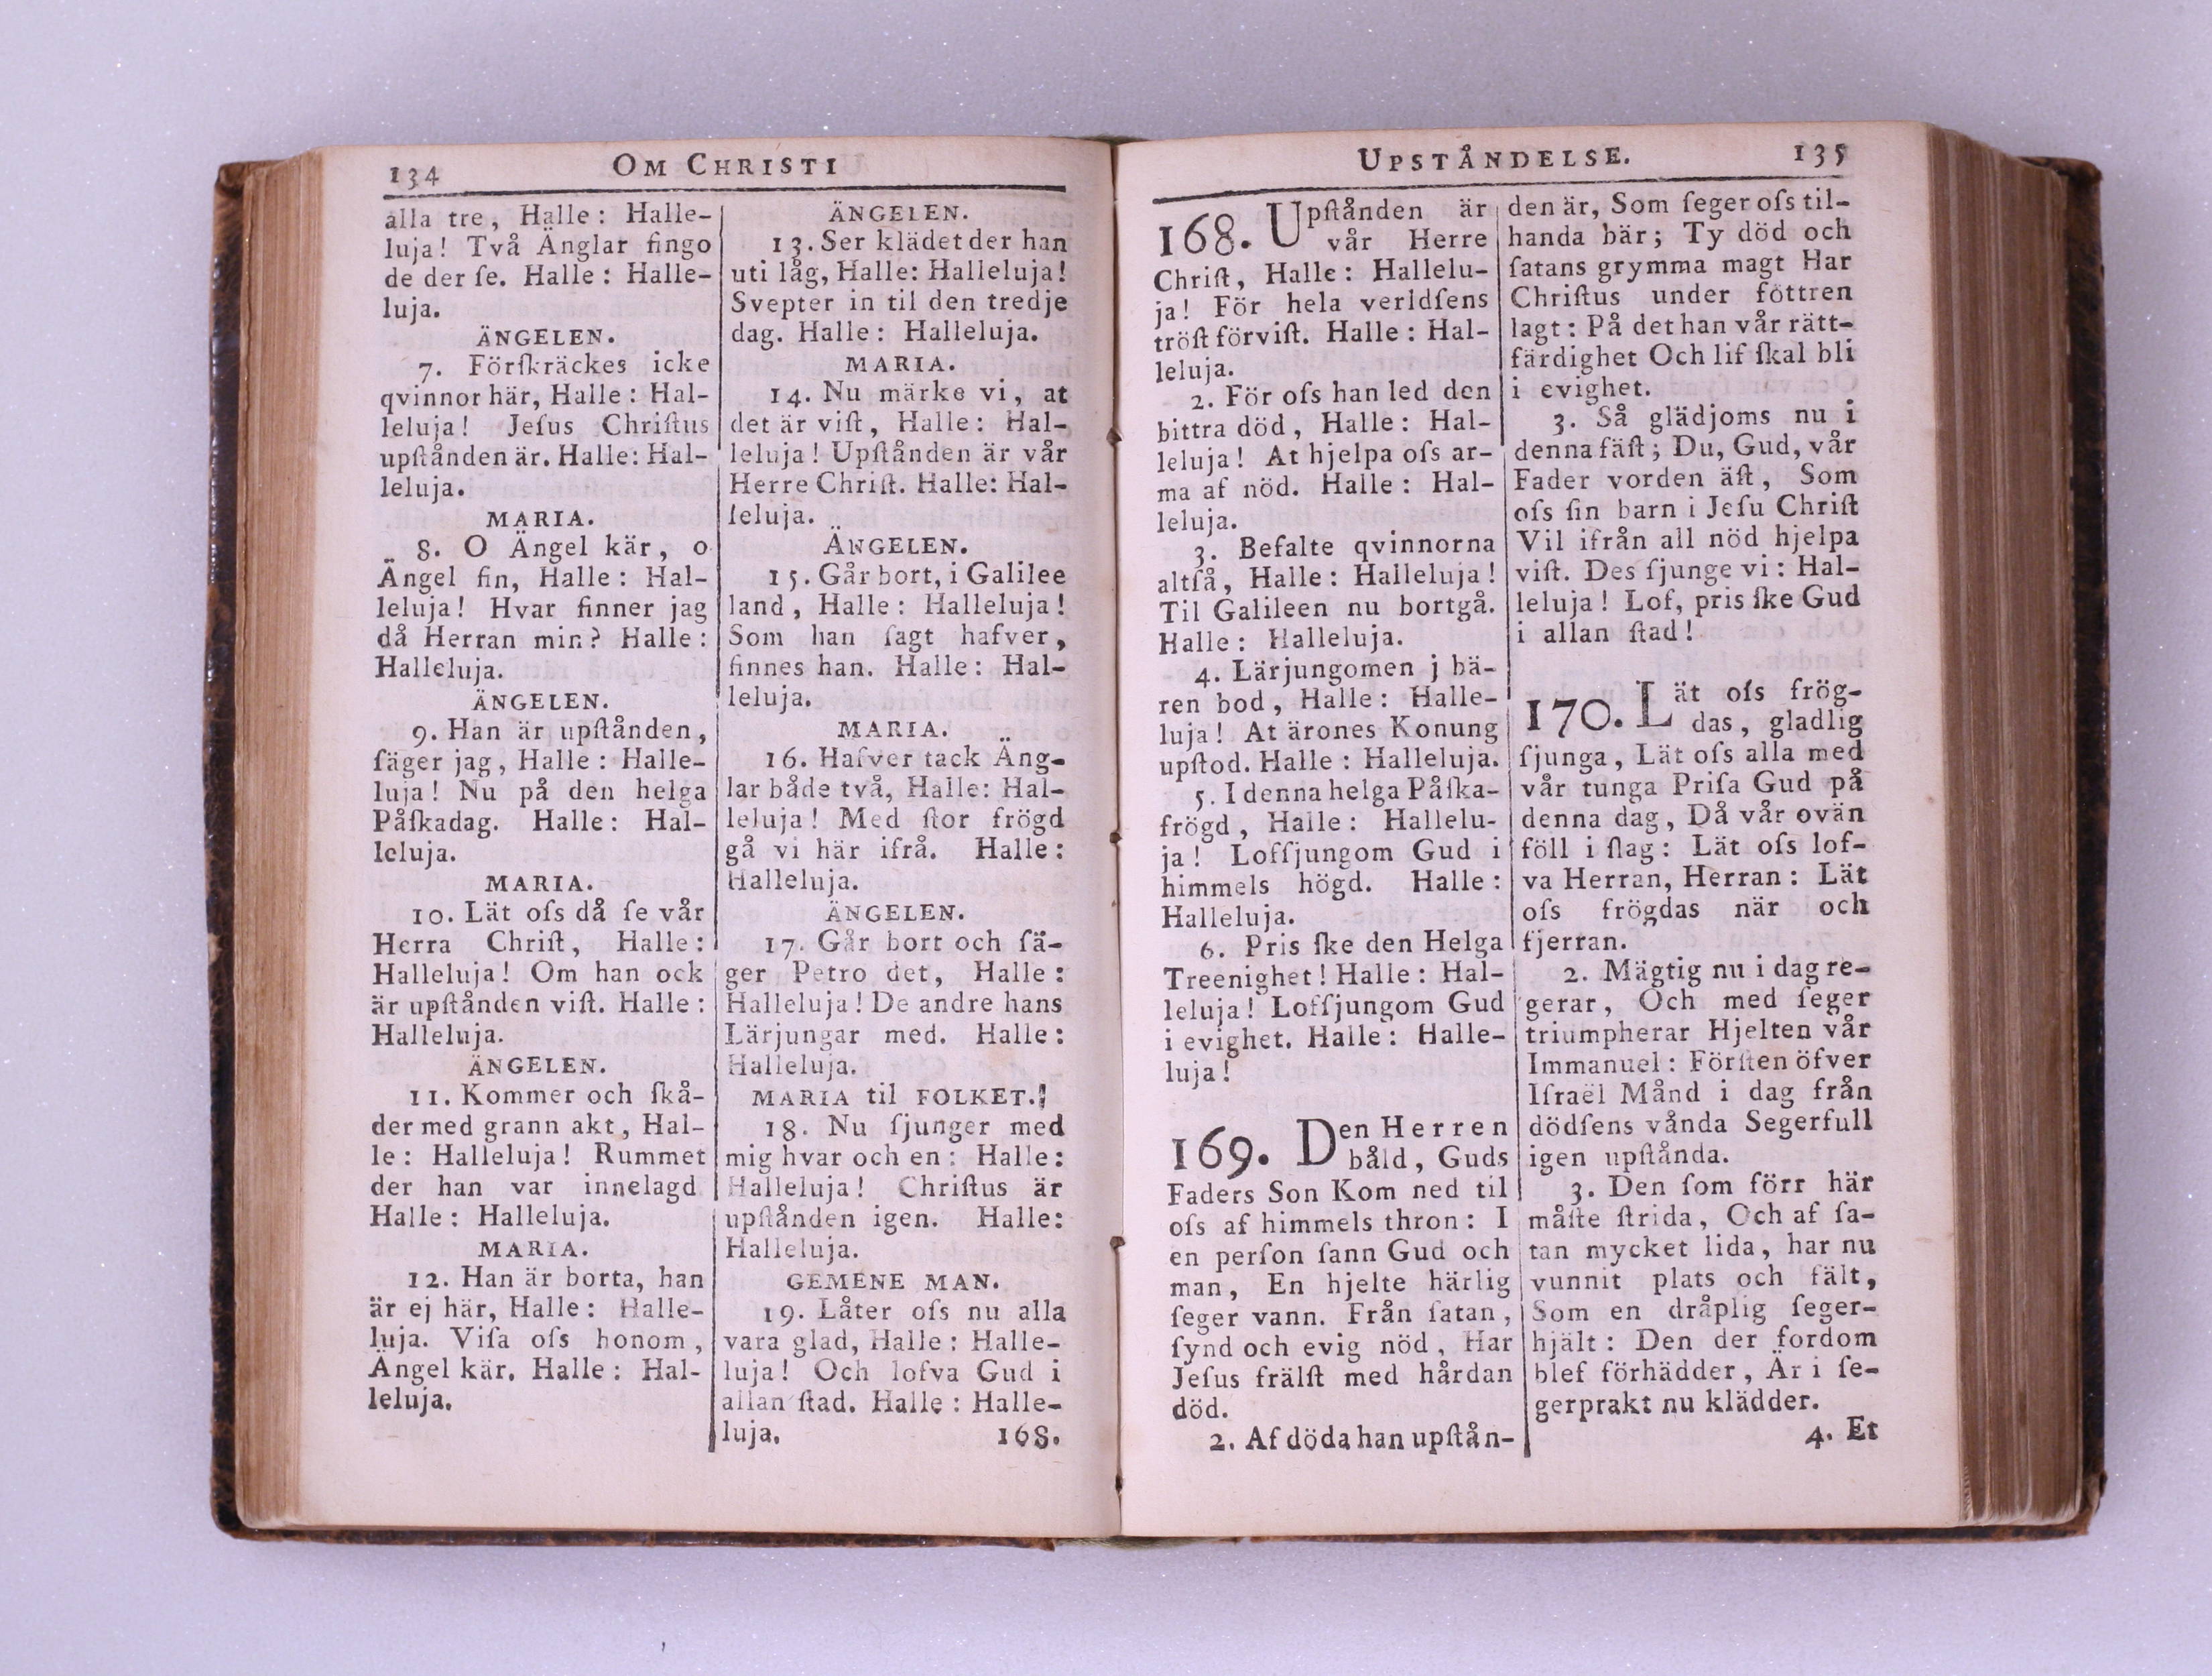 134 OM CHRISTI
alla tre, Halle: Halle-
luja! Två Änglar fingo
de der ſe. Halle: Halle-
luja.
ÄNGELEN.
7. Förſkräckes icke
qvinnor här, Halle: Hal-
leluja! Jeſus Chriſtus
upſtånden är. Halle: Hal-
leluja.
MARIA.
8. O Ängel kär, o
Ängel fin, Halle: Hal-
leluja! Hvar finner jag
då Herran min? Halle:
Halleluja.
ÄNGELEN.
9. Han är upſtånden,
ſäger jag, Halle: Halle-
luja! Nu på den helga
Påſkadag. Halle: Hal-
leluja.
MARIA.
10. Lät oſs då ſe vår
Herra Chriſt, Halle:
Halleluja! Om han ock
är upſtånden viſt. Halle:
Halleluja.
ÄNGELEN.
11. Kommer och ſkå-
der med grann akt, Hal-
le: Halleluja! Rummet
der han var innelagd
Halle: Halleluja.
MARIA.
12. Han är borta, han
är ej här, Halle: Halle-
luja. Viſa oſs honom,
Ängel kär. Halle: Hal-
leluja.
ÄNGELEN.
13. Ser klädet der han
uti låg, Halle: Halleluja!
Svepter in til den tredje
dag. Halle: Halleluja.
MARIA.
14. Nu märke vi, at
det är viſt, Halle: Hal-
leluja! Upſtånden är vår
Herre Chriſt. Halle: Hal-
leluja.
ÄNGELEN.
15. Går bort, i Galilee
land, Halle: Halleluja!
Som han ſagt hafver,
finnes han. Halle: Hal-
leluja.
MARIA.
16. Hafver tack Äng-
lar både två, Halle: Hal-
leluja! Med ſtor frögd
gå vi här ifrå. Halle:
Halleluja.
ÄNGELEN.
17. Går bort och ſä-
ger Petro det, Halle:
Halleluja! De andre hans
Lärjungar med. Halle:
Halleluja.
MARIA til FOLKET.
18. Nu ſjunger med
mig hvar och en: Halle:
Halleluja! Chriſtus är
upſtånden igen. Halle:
Halleluja.
GEMENE MAN.
19. Låter oſs nu alla
vara glad, Halle: Halle-
luja! Och lofva Gud i
allan ſtad. Halle: Halle-
luja. 168.
UPSTÅNDELSE. 135
168. Upſtånden är
vår Herre
Chriſt, Halle: Hallelu-
ja! För hela verldſens
tröſt förviſt. Halle: Hal-
leluja.
2. För oſs han led den
bittra död, Halle: Hal-
leluja! At hjelpa oſs ar-
ma af nöd. Halle: Hal-
leluja.
3. Befalte qvinnorna
altſå, Halle: Halleluja!
Til Galileen nu bortgå.
Halle: Halleluja.
4. Lärjungomen j bä-
ren bod, Halle: Halle-
luja! At ärones Konung
upſtod. Halle: Halleluja.
5. I denna helga Påſka-
frögd, Halle: Hallelu-
ja! Lofſjungom Gud i
himmels högd. Halle:
Halleluja.
6. Pris ſke den Helga
Treenighet! Halle: Hal-
leluja! Lofſjungom Gud
i evighet. Halle: Halle-
luja!
169. Den Herren
båld, Guds
Faders Son Kom ned til
oſs af himmels thron: I
en perſon ſann Gud och
man, En hjelte härlig
ſeger vann. Från ſatan,
ſynd och evig nöd, Har
Jeſus frälſt med hårdan
död.
2. Af döda han upſtån-
den är, Som ſeger oſs til-
handa bär; Ty död och
ſatans grymma magt Har
Chriſtus under föttren
lagt: På det han vår rätt-
färdighet Och lif ſkal bli
i evighet.
3. Så glädjoms nu i
denna fäſt; Du, Gud, vår
Fader vorden äſt, Som
oſs ſin barn i Jeſu Chriſt
Vil ifrån all nöd hjelpa
viſt. Des ſjunge vi: Hal-
leluja! Lof, pris ſke Gud
i allan ſtad!
170. Lät oſs frög-
das, gladlig
ſjunga, Lät oſs alla med
vår tunga Priſa Gud på
denna dag, Då vår ovän
föll i ſlag: Lät oſs lof-
va Herran, Herran: Lät
oſs frögdas när och
fjerran.
2. Mägtig nu i dag re-
gerar, Och med ſeger
triumpherar Hjelten vår
Immanuel: Förſten öfver
Iſraël Månd i dag från
dödſens vånda Segerfull
igen upſtånda.
3. Den ſom förr här
måſte ſtrida, Och af ſa-
tan mycket lida, har nu
vunnit plats och fält,
Som en dråplig ſeger-
hjält: Den der fordom
blef förhädder, Är i ſe-
gerprakt nu klädder.
4. Et